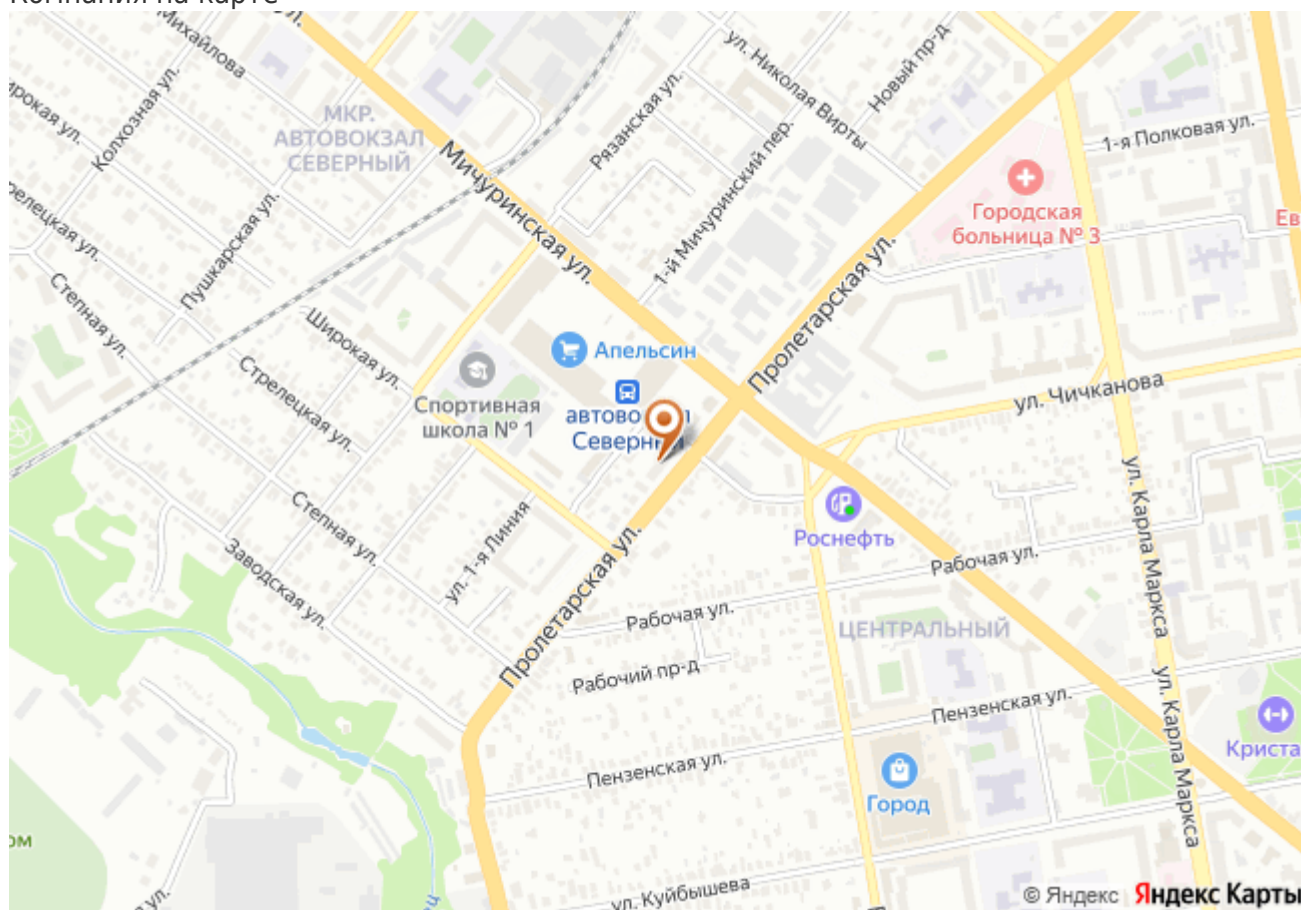 Компания на карте
ул.
Михайлова
ул. Николая Вирты
Новый пр-д
Колхозная ул.
МКР.
АВТОВОКЗАЛ
СЕВЕРНЫЙ
Рязанская ул.
1-я Полковая ул.
Мичуринская ул.
1-й Мичуринский пер.
Городская
больница № 3
Пушкарская ул.
Степная ул.
Пролетарская ул.
Широкая ул.
Апельсин
Стрелецкая ул.
Спортивная
школа № 1
ул. Чичканова
ул. Карла Маркса
Роснефть
Степная ул.
ул. 1-я Линия
Рабочая ул.
Заводская ул.
Пролетарская ул.
Рабочая ул.
ЦЕНТРАЛЬНЫЙ
Рабочий пр-д
Пензенская ул.
ул. Карла Маркса
Пензенская ул.
Город
ул. Куйбышева
© Яндекс Яндекс Карты